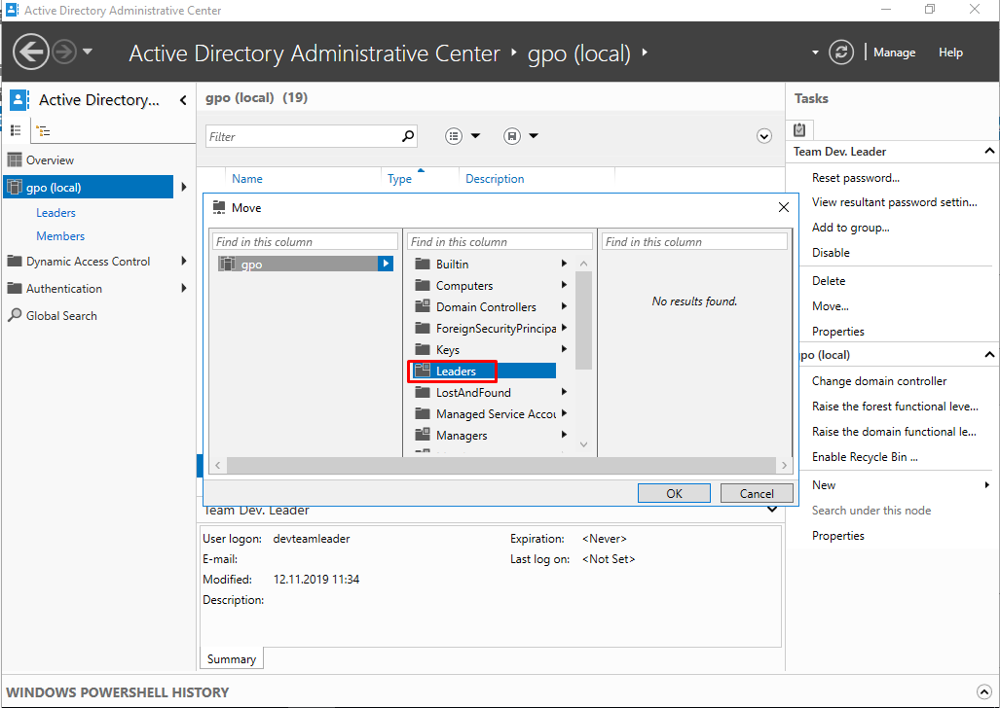 Active Directory Administrative Center
Active Directory Administrative Center · gpo (local) ·
Manage
Help
Active Directory...
Overview
gpo (local)
Leaders
Members
Dynamic Access Control
Authentication
Global Search
gpo (local) (19)
Filter
Name
Type
Description
Move
Find in this column
gpo
Find in this column
Builtin
Computers
Domain Controllers
ForeignSecurityPrincipa
Keys
Leaders
LostAndFound
Managed Service Accou
Managers
Find in this column
No results found.
OK
Cancel
Team Dev. Leader
User logon: devteamleader
E-mail:
Modified: 12.11.2019 11:34
Description:
Expiration: <Never>
Last log on: <Not Set>
Summary
Tasks
Team Dev. Leader
Reset password...
View resultant password settin...
Add to group...
Disable
Delete
Move...
Properties
gpo (local)
Change domain controller
Raise the forest functional leve...
Raise the domain functional le...
Enable Recycle Bin ...
New
Search under this node
Properties
WINDOWS POWERSHELL HISTORY